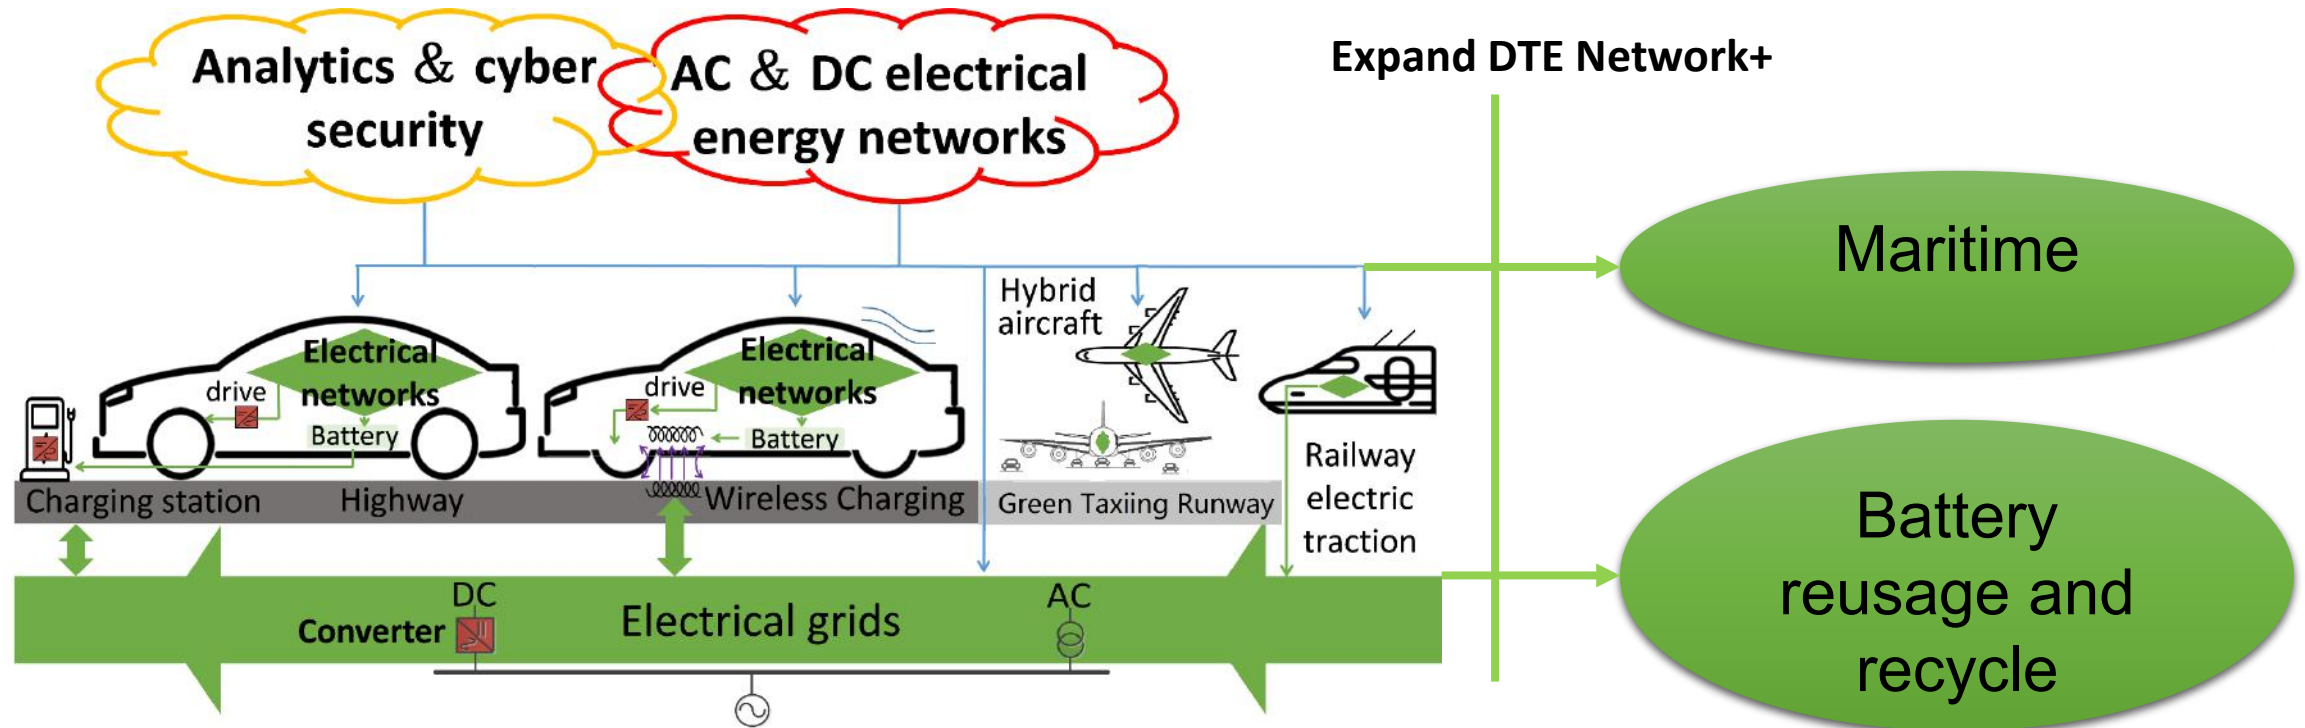 Analytics & cyber
security
AC & DC electrical
energy networks
Expand DTE Network+
Maritime
Hybrid
aircraft
Electrical
networks
drive
Battery
Electrical
networks
drive
Battery
Railway
electric
traction
Charging station
Highway
Wireless Charging
Green Taxiing Runway
DC
Converter
Electrical grids
AC
Battery
reusage and
recycle